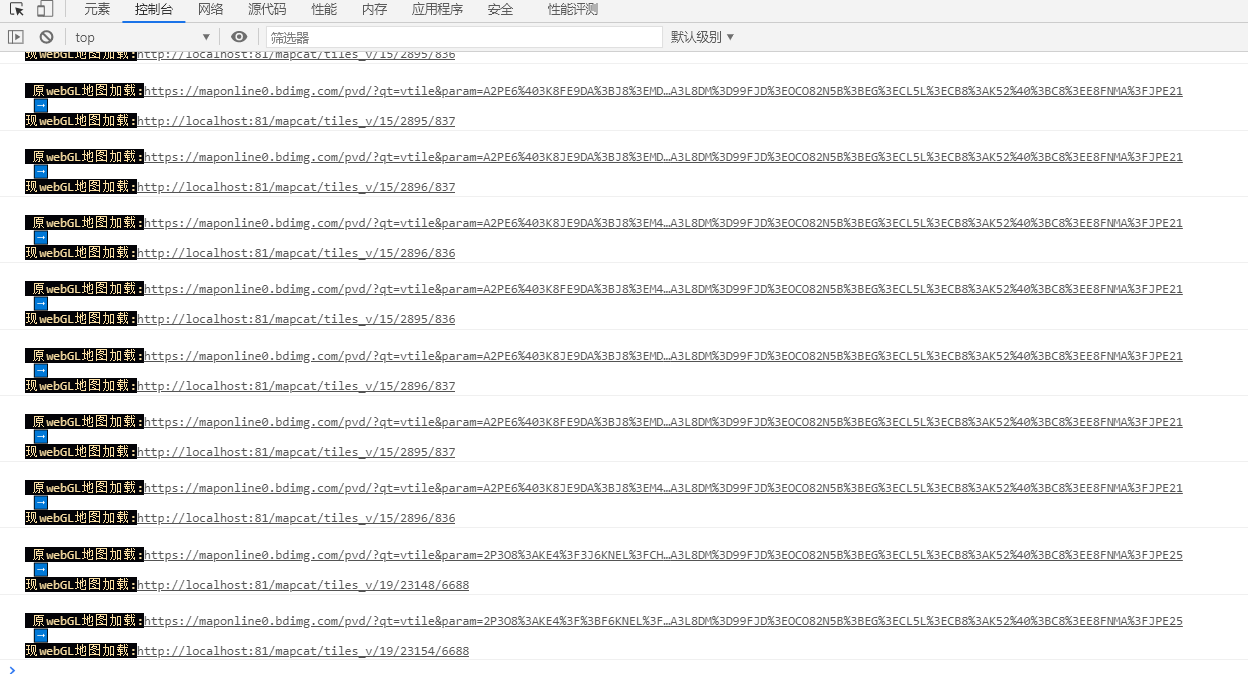 元素 控制台 网络 源代码 性能 内存 应用程序 安全 性能评测
top ▼ 筛选器 默认级别 ▼
现webGL地图加载:http://localhost:81/mapcat/tiles_v/15/2895/836
原webGL地图加载:https://maponline0.bdimg.com/pvd/?qt=vtile&param=A2PE6%403K8FE9DA%3BJ8%3EMD…A3L8DM%3D99FJD%3EOCO82N5B%3BEG%3ECL5L%3ECB8%3AK52%40%3BC8%3EE8FNMA%3FJPE21
→
现webGL地图加载:http://localhost:81/mapcat/tiles_v/15/2895/837
原webGL地图加载:https://maponline0.bdimg.com/pvd/?qt=vtile&param=A2PE6%403K8JE9DA%3BJ8%3EMD…A3L8DM%3D99FJD%3EOCO82N5B%3BEG%3ECL5L%3ECB8%3AK52%40%3BC8%3EE8FNMA%3FJPE21
→
现webGL地图加载:http://localhost:81/mapcat/tiles_v/15/2896/837
原webGL地图加载:https://maponline0.bdimg.com/pvd/?qt=vtile&param=A2PE6%403K8JE9DA%3BJ8%3EM4…A3L8DM%3D99FJD%3EOCO82N5B%3BEG%3ECL5L%3ECB8%3AK52%40%3BC8%3EE8FNMA%3FJPE21
→
现webGL地图加载:http://localhost:81/mapcat/tiles_v/15/2896/836
原webGL地图加载:https://maponline0.bdimg.com/pvd/?qt=vtile&param=A2PE6%403K8FE9DA%3BJ8%3EM4…A3L8DM%3D99FJD%3EOCO82N5B%3BEG%3ECL5L%3ECB8%3AK52%40%3BC8%3EE8FNMA%3FJPE21
→
现webGL地图加载:http://localhost:81/mapcat/tiles_v/15/2895/836
原webGL地图加载:https://maponline0.bdimg.com/pvd/?qt=vtile&param=A2PE6%403K8JE9DA%3BJ8%3EMD…A3L8DM%3D99FJD%3EOCO82N5B%3BEG%3ECL5L%3ECB8%3AK52%40%3BC8%3EE8FNMA%3FJPE21
→
现webGL地图加载:http://localhost:81/mapcat/tiles_v/15/2896/837
原webGL地图加载:https://maponline0.bdimg.com/pvd/?qt=vtile&param=A2PE6%403K8FE9DA%3BJ8%3EMD…A3L8DM%3D99FJD%3EOCO82N5B%3BEG%3ECL5L%3ECB8%3AK52%40%3BC8%3EE8FNMA%3FJPE21
→
现webGL地图加载:http://localhost:81/mapcat/tiles_v/15/2895/837
原webGL地图加载:https://maponline0.bdimg.com/pvd/?qt=vtile&param=A2PE6%403K8JE9DA%3BJ8%3EM4…A3L8DM%3D99FJD%3EOCO82N5B%3BEG%3ECL5L%3ECB8%3AK52%40%3BC8%3EE8FNMA%3FJPE21
→
现webGL地图加载:http://localhost:81/mapcat/tiles_v/15/2896/836
原webGL地图加载:https://maponline0.bdimg.com/pvd/?qt=vtile&param=2P3O8%3AKE4%3F3J6KNEL%3FCH…A3L8DM%3D99FJD%3EOCO82N5B%3BEG%3ECL5L%3ECB8%3AK52%40%3BC8%3EE8FNMA%3FJPE25
→
现webGL地图加载:http://localhost:81/mapcat/tiles_v/19/23148/6688
原webGL地图加载:https://maponline0.bdimg.com/pvd/?qt=vtile&param=2P3O8%3AKE4%3F%3BF6KNEL%3F…A3L8DM%3D99FJD%3EOCO82N5B%3BEG%3ECL5L%3ECB8%3AK52%40%3BC8%3EE8FNMA%3FJPE25
→
现webGL地图加载:http://localhost:81/mapcat/tiles_v/19/23154/6688